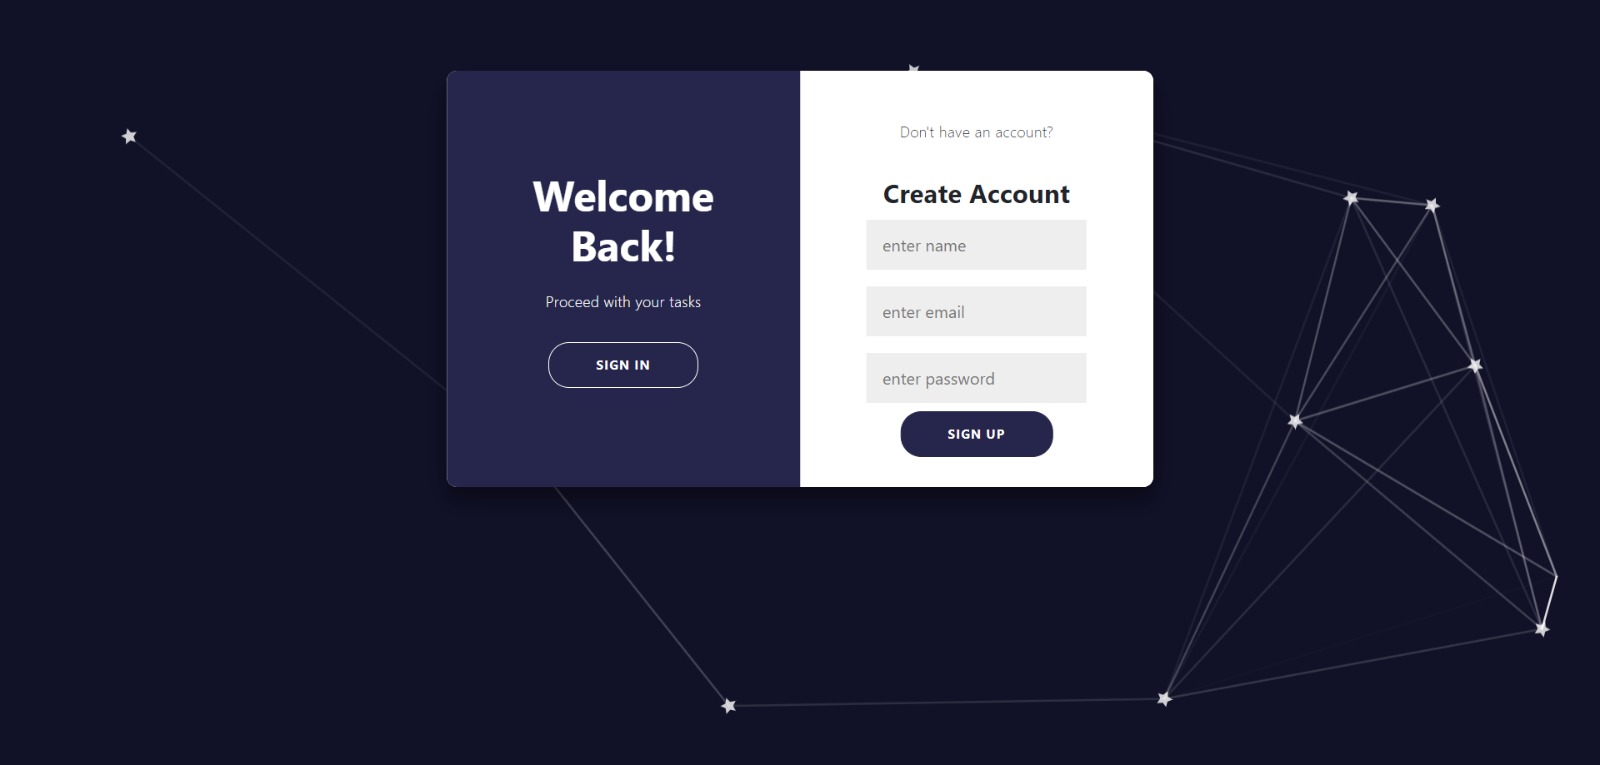 Welcome
Back!
Proceed with your tasks
SIGN IN
Don't have an account?
Create Account
enter name
enter email
enter password
SIGN UP